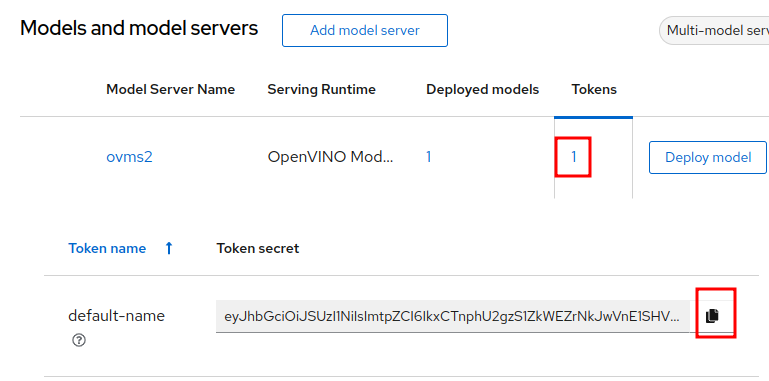 Models and model servers Add model server Multi-model serv
Model Server Name Serving Runtime Deployed models Tokens
ovms2 OpenVINO Mod... 1 1 Deploy model
Token name Token secret
default-name eyJhbGciOiJSUzI1NiIsImtpZCI6IkxCTnphU2gzS1ZkWEZrNkJwVnE1SHV...